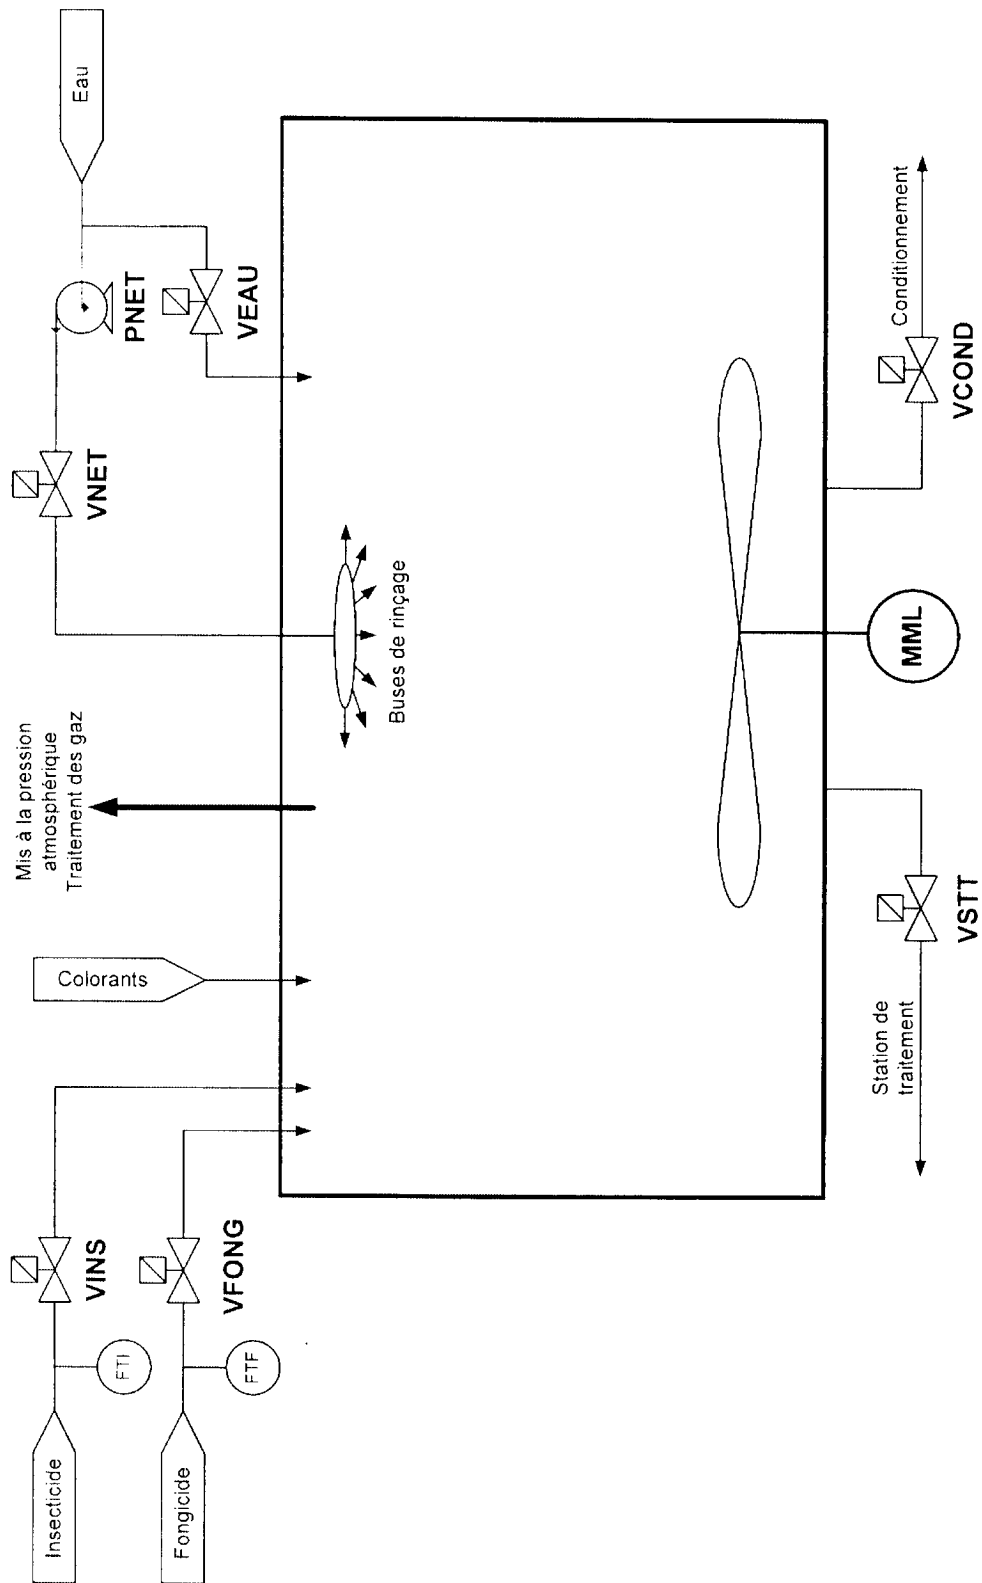 Insecticide
FTI
VINS
Fongicide
FTF
VFONG
Colorants
Mis à la pression
atmosphérique
Traitement des gaz
VNET
PNET
Eau
VEAU
Buses de rinçage
MML
Station de
traitement
VSTT
Conditionnement
VCOND